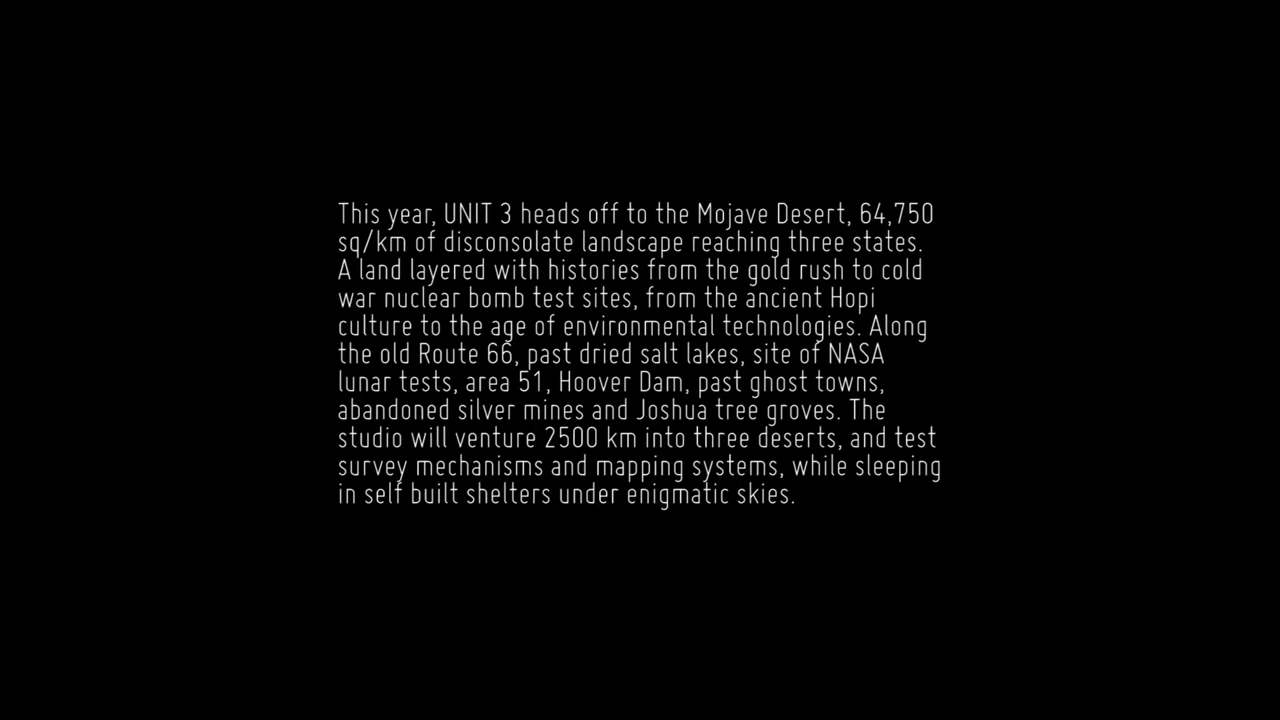 This year, UNIT 3 heads off to the Mojave Desert, 64,750
sq/km of disconsolate landscape reaching three states.
A land layered with histories from the gold rush to cold
war nuclear bomb test sites, from the ancient Hopi
culture to the age of environmental technologies. Along
the old Route 66, past dried salt lakes, site of NASA
lunar tests, area 51, Hoover Dam, past ghost towns,
abandoned silver mines and Joshua tree groves. The
studio will venture 2500 km into three deserts, and test
survey mechanisms and mapping systems, while sleeping
in self built shelters under enigmatic skies.